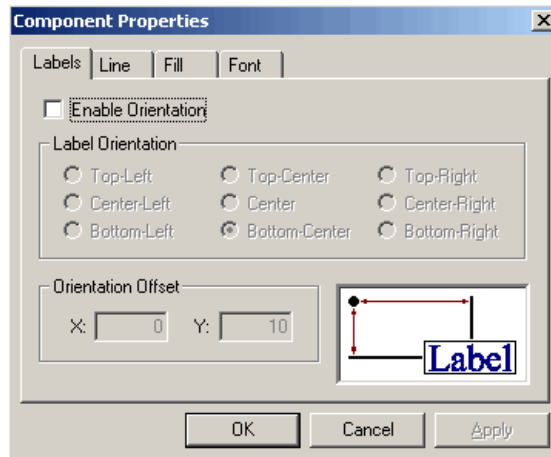 Component Properties
Labels Line Fill Font
Enable Orientation
Label Orientation
Top-Left Top-Center Top-Right
Center-Left Center Center-Right
Bottom-Left Bottom-Center Bottom-Right
Orientation Offset
X: 0 Y: 10
Label
OK Cancel Apply